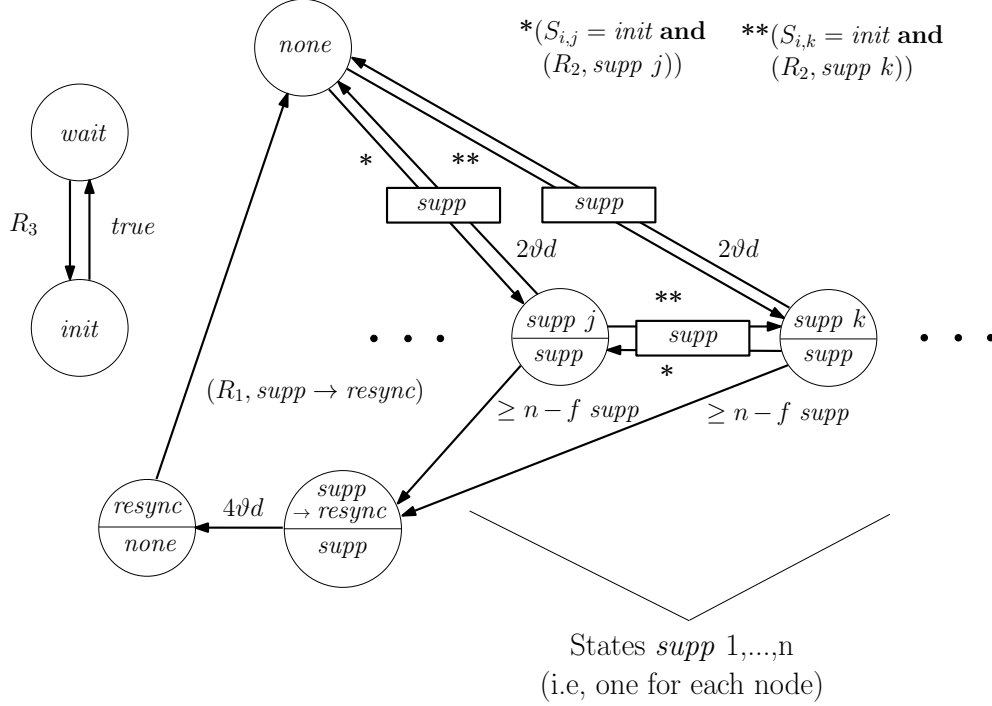 none
*(S_{i,j} = init and
(R_2, supp j))
**(S_{i,k} = init and
(R_2, supp k))
wait
R_3
true
init
*
**
supp
supp
2ϑd
2ϑd
**
supp j
supp
supp
supp k
supp
• • •
• • •
*
(R_1, supp → resync)
≥ n − f supp
≥ n − f supp
resync
none
4ϑd
supp
→ resync
supp
States supp 1,...,n
(i.e, one for each node)